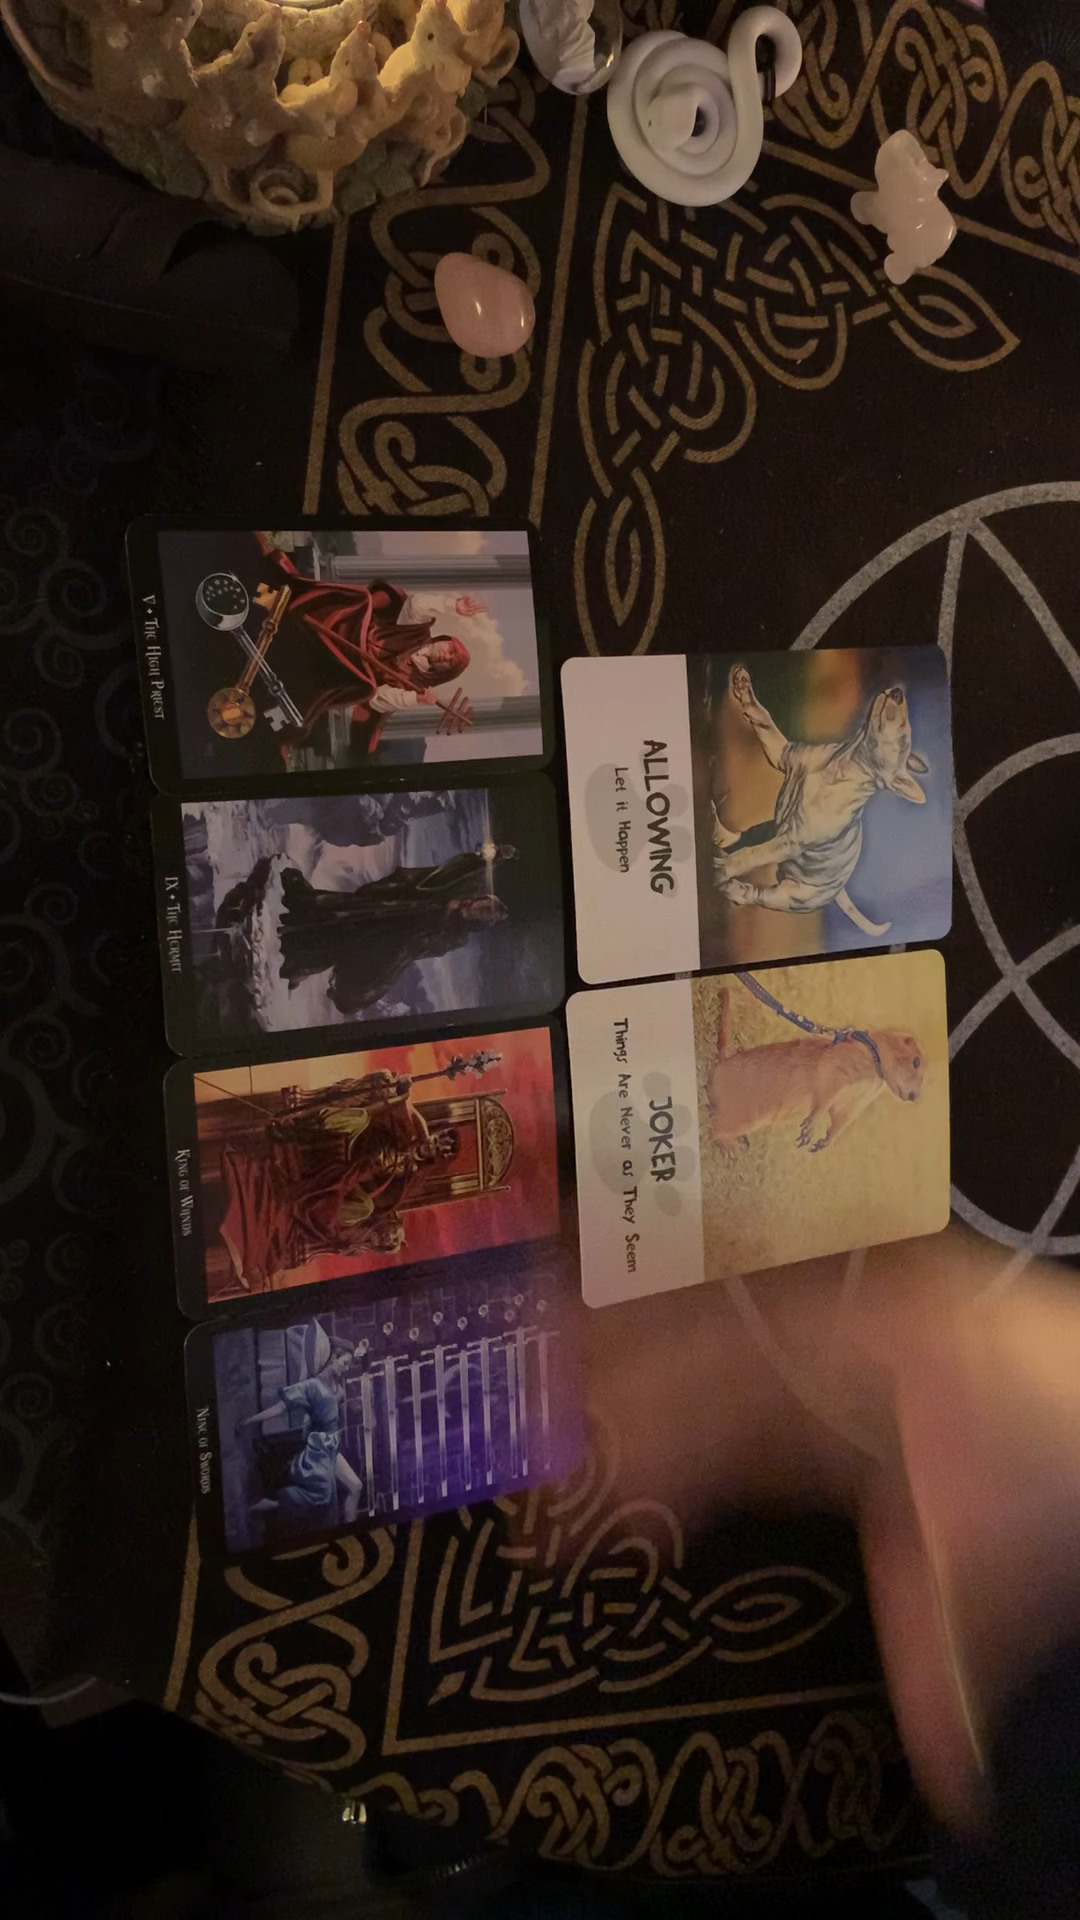 V • The High Priest
IX • The Hermit
King of Wands
Nine of Swords
ALLOWING
Let it Happen
JOKER
Things Are Never as They Seem